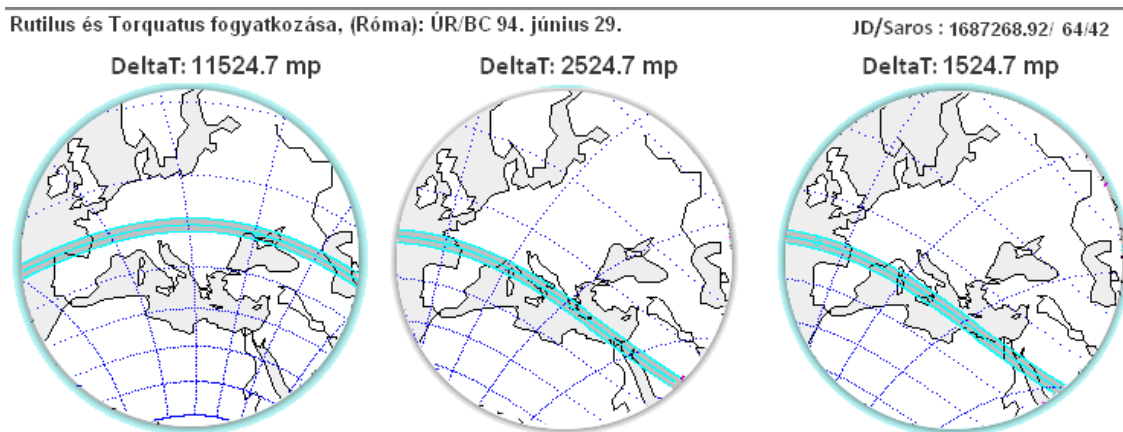 Rutilus és Torquatus fogyatkozása, (Róma): ÚR/BC 94. június 29.
JD/Saros : 1687268.92/ 64/42
DeltaT: 11524.7 mp
DeltaT: 2524.7 mp
DeltaT: 1524.7 mp